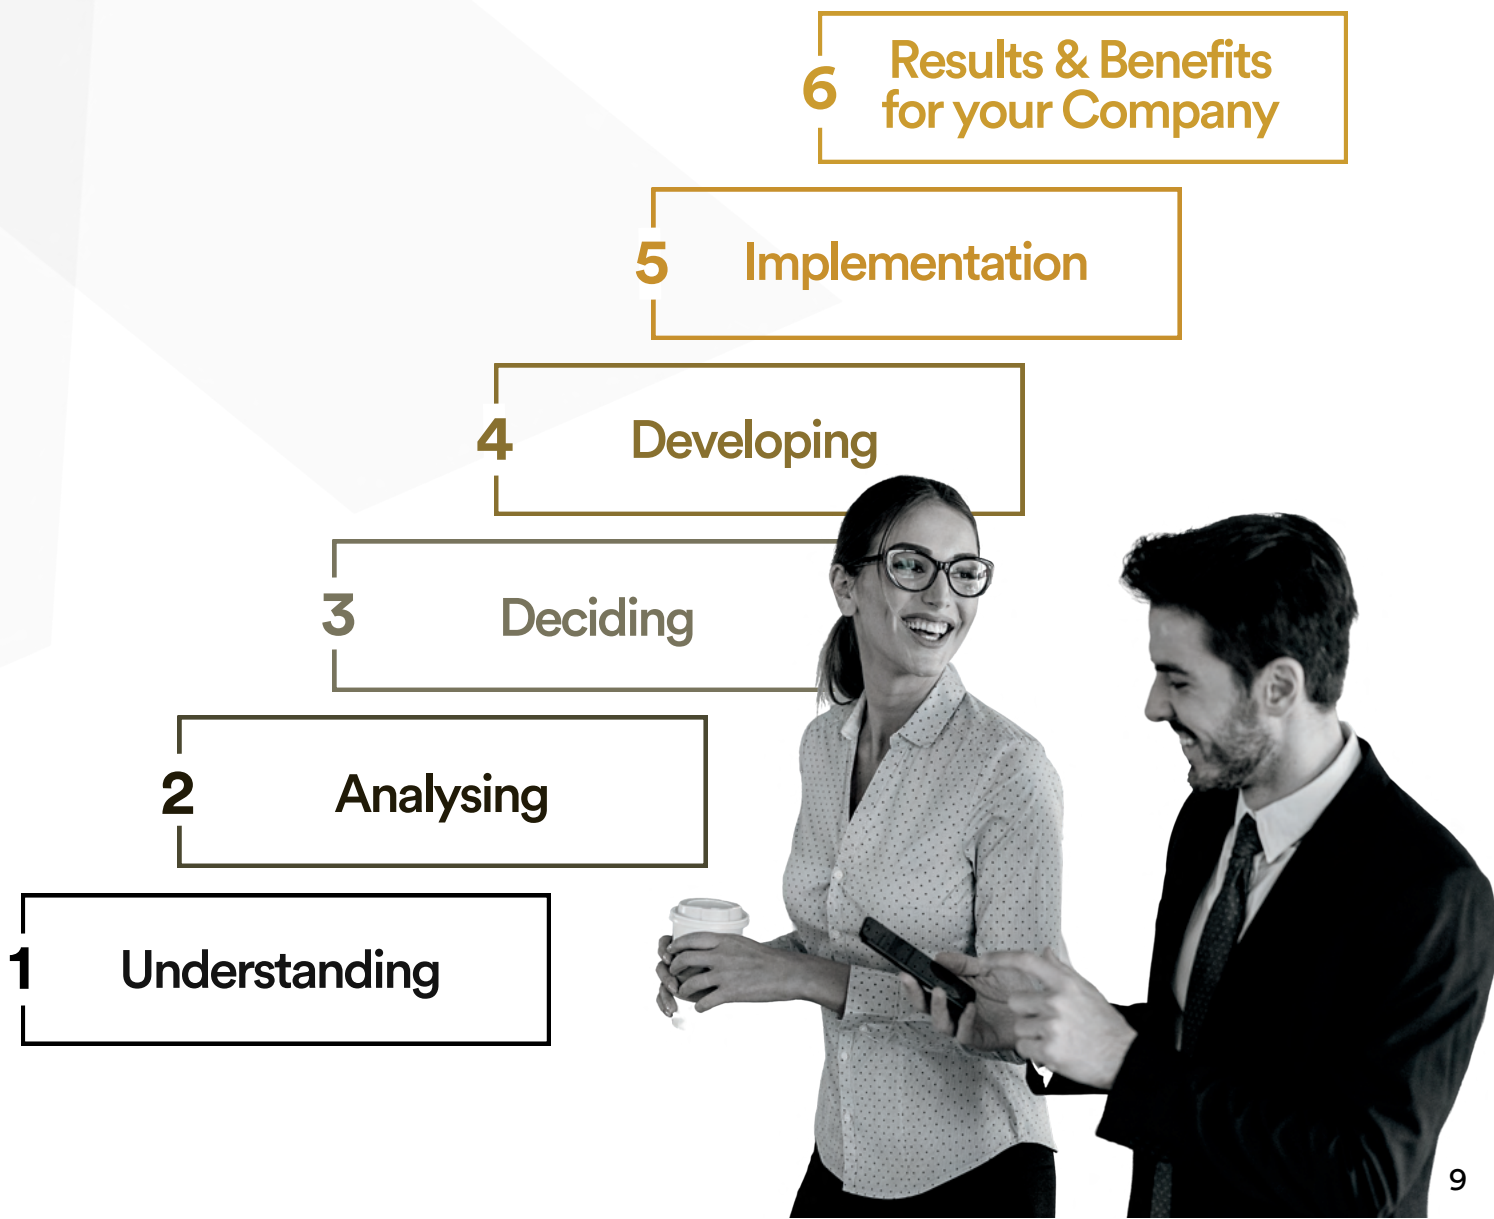 6
Results & Benefits
for your Company
5
Implementation
4
Developing
3
Deciding
2
Analysing
1
Understanding
9